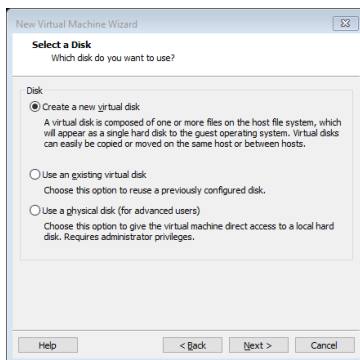 New Virtual Machine Wizard
Select a Disk
Which disk do you want to use?
Disk
Create a new virtual disk
A virtual disk is composed of one or more files on the host file system, which
will appear as a single hard disk to the guest operating system. Virtual disks
can easily be copied or moved on the same host or between hosts.
Use an existing virtual disk
Choose this option to reuse a previously configured disk.
Use a physical disk (for advanced users)
Choose this option to give the virtual machine direct access to a local hard
disk. Requires administrator privileges.
Help < Back Next > Cancel